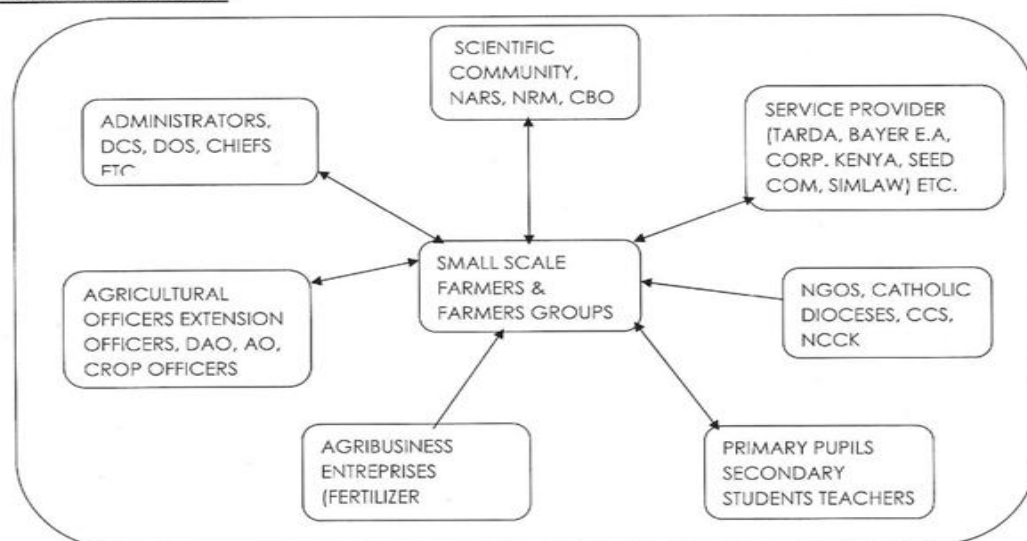 SCIENTIFIC
COMMUNITY,
NARS, NRM, CBO
ADMINISTRATORS,
DCS, DOS, CHIEFS
ETC
SERVICE PROVIDER
(TARDA, BAYER E.A,
CORP. KENYA, SEED
COM, SIMLAW) ETC.
SMALL SCALE
FARMERS &
FARMERS GROUPS
AGRICULTURAL
OFFICERS EXTENSION
OFFICERS, DAO, AO,
CROP OFFICERS
NGOS, CATHOLIC
DIOCESES, CCS,
NCCK
AGRIBUSINESS
ENTREPRISES
(FERTILIZER
PRIMARY PUPILS
SECONDARY
STUDENTS TEACHERS